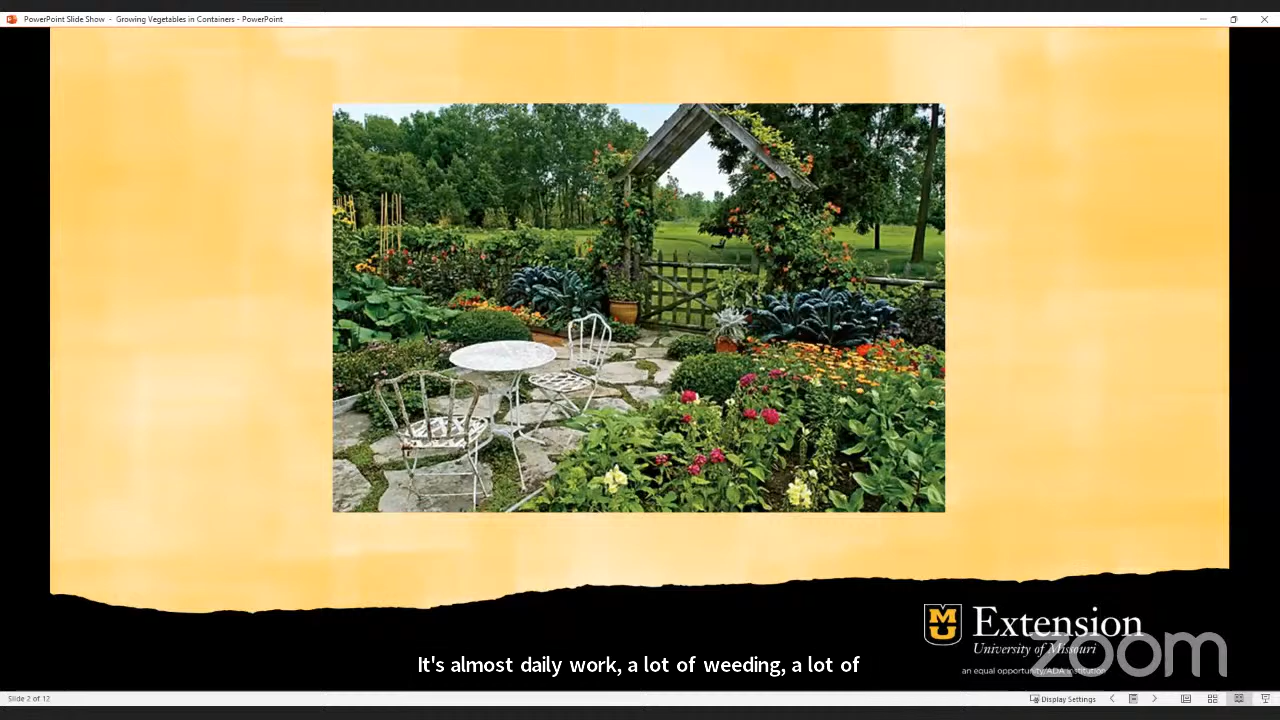 PowerPoint Slide Show - Growing Vegetables in Containers - PowerPoint
MU Extension
University of Missouri
an equal opportunity/ADA institution
zoom
It's almost daily work, a lot of weeding, a lot of
Slide 2 of 12
Display Settings